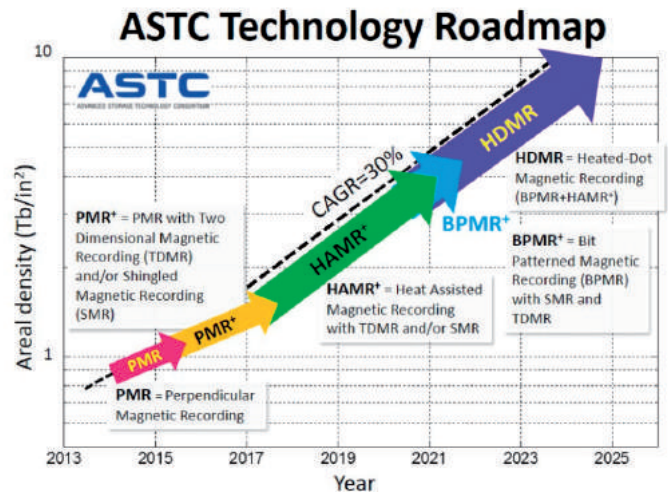 ASTC Technology Roadmap
10
ASTC
ADVANCED STORAGE TECHNOLOGY CONSORTIUM
HDMR
CAGR=30%
HDMR = Heated-Dot
Magnetic Recording
(BPMR+HAMR⁺)
PMR⁺ = PMR with Two
Dimensional Magnetic
Recording (TDMR)
and/or Shingled
Magnetic Recording
(SMR)
BPMR⁺
HAMR⁺
BPMR⁺ = Bit
Patterned Magnetic
Recording (BPMR)
with SMR and
TDMR
HAMR⁺ = Heat Assisted
Magnetic Recording
with TDMR and/or SMR
Areal density (Tb/in²)
PMR⁺
PMR
1
PMR = Perpendicular
Magnetic Recording
2013 2015 2017 2019 2021 2023 2025
Year